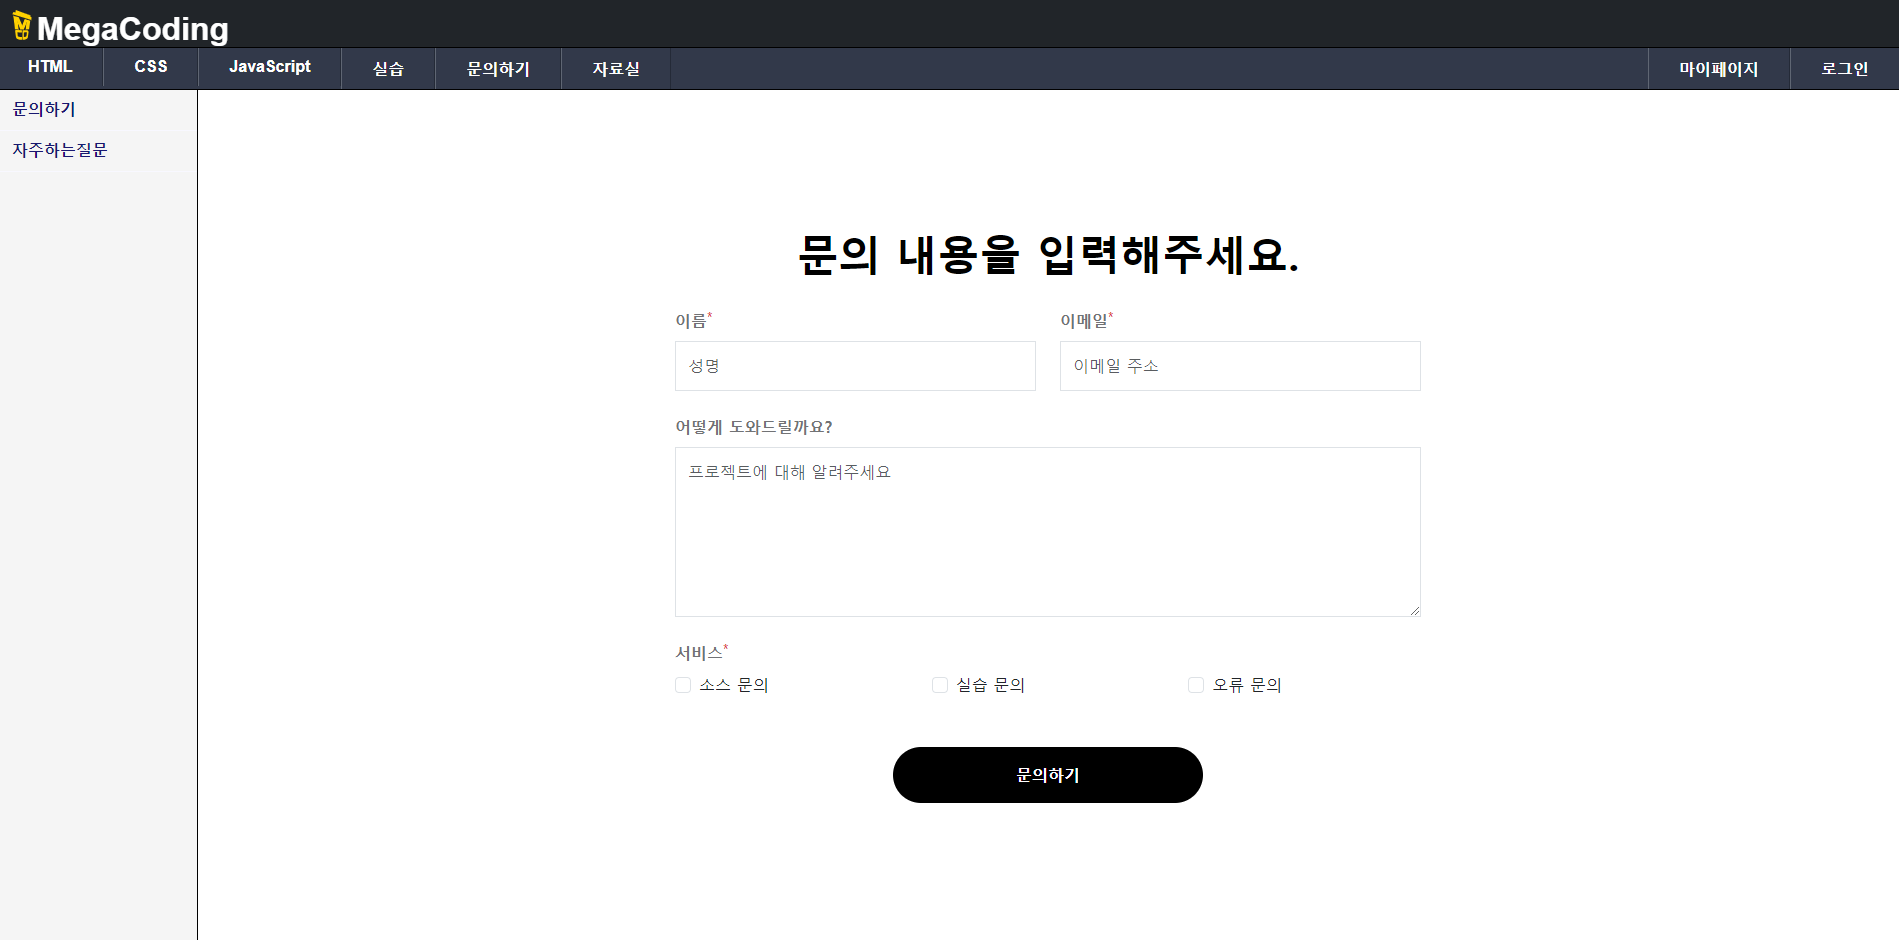 MegaCoding
HTML CSS JavaScript 실습 문의하기 자료실 마이페이지 로그인
문의하기
자주하는질문
문의 내용을 입력해주세요.
이름* 이메일*
성명 이메일 주소
어떻게 도와드릴까요?
프로젝트에 대해 알려주세요
서비스*
소스 문의 실습 문의 오류 문의
문의하기